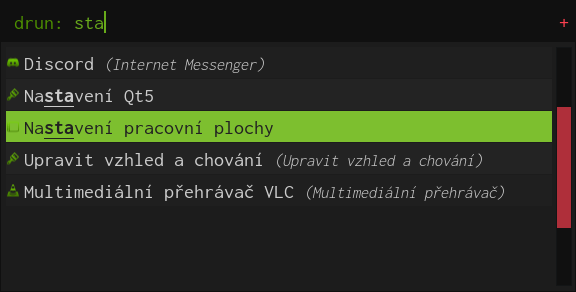 drun: sta +
Discord (Internet Messenger)
Nastavení Qt5
Nastavení pracovní plochy
Upravit vzhled a chování (Upravit vzhled a chování)
Multimediální přehrávač VLC (Multimediální přehrávač)